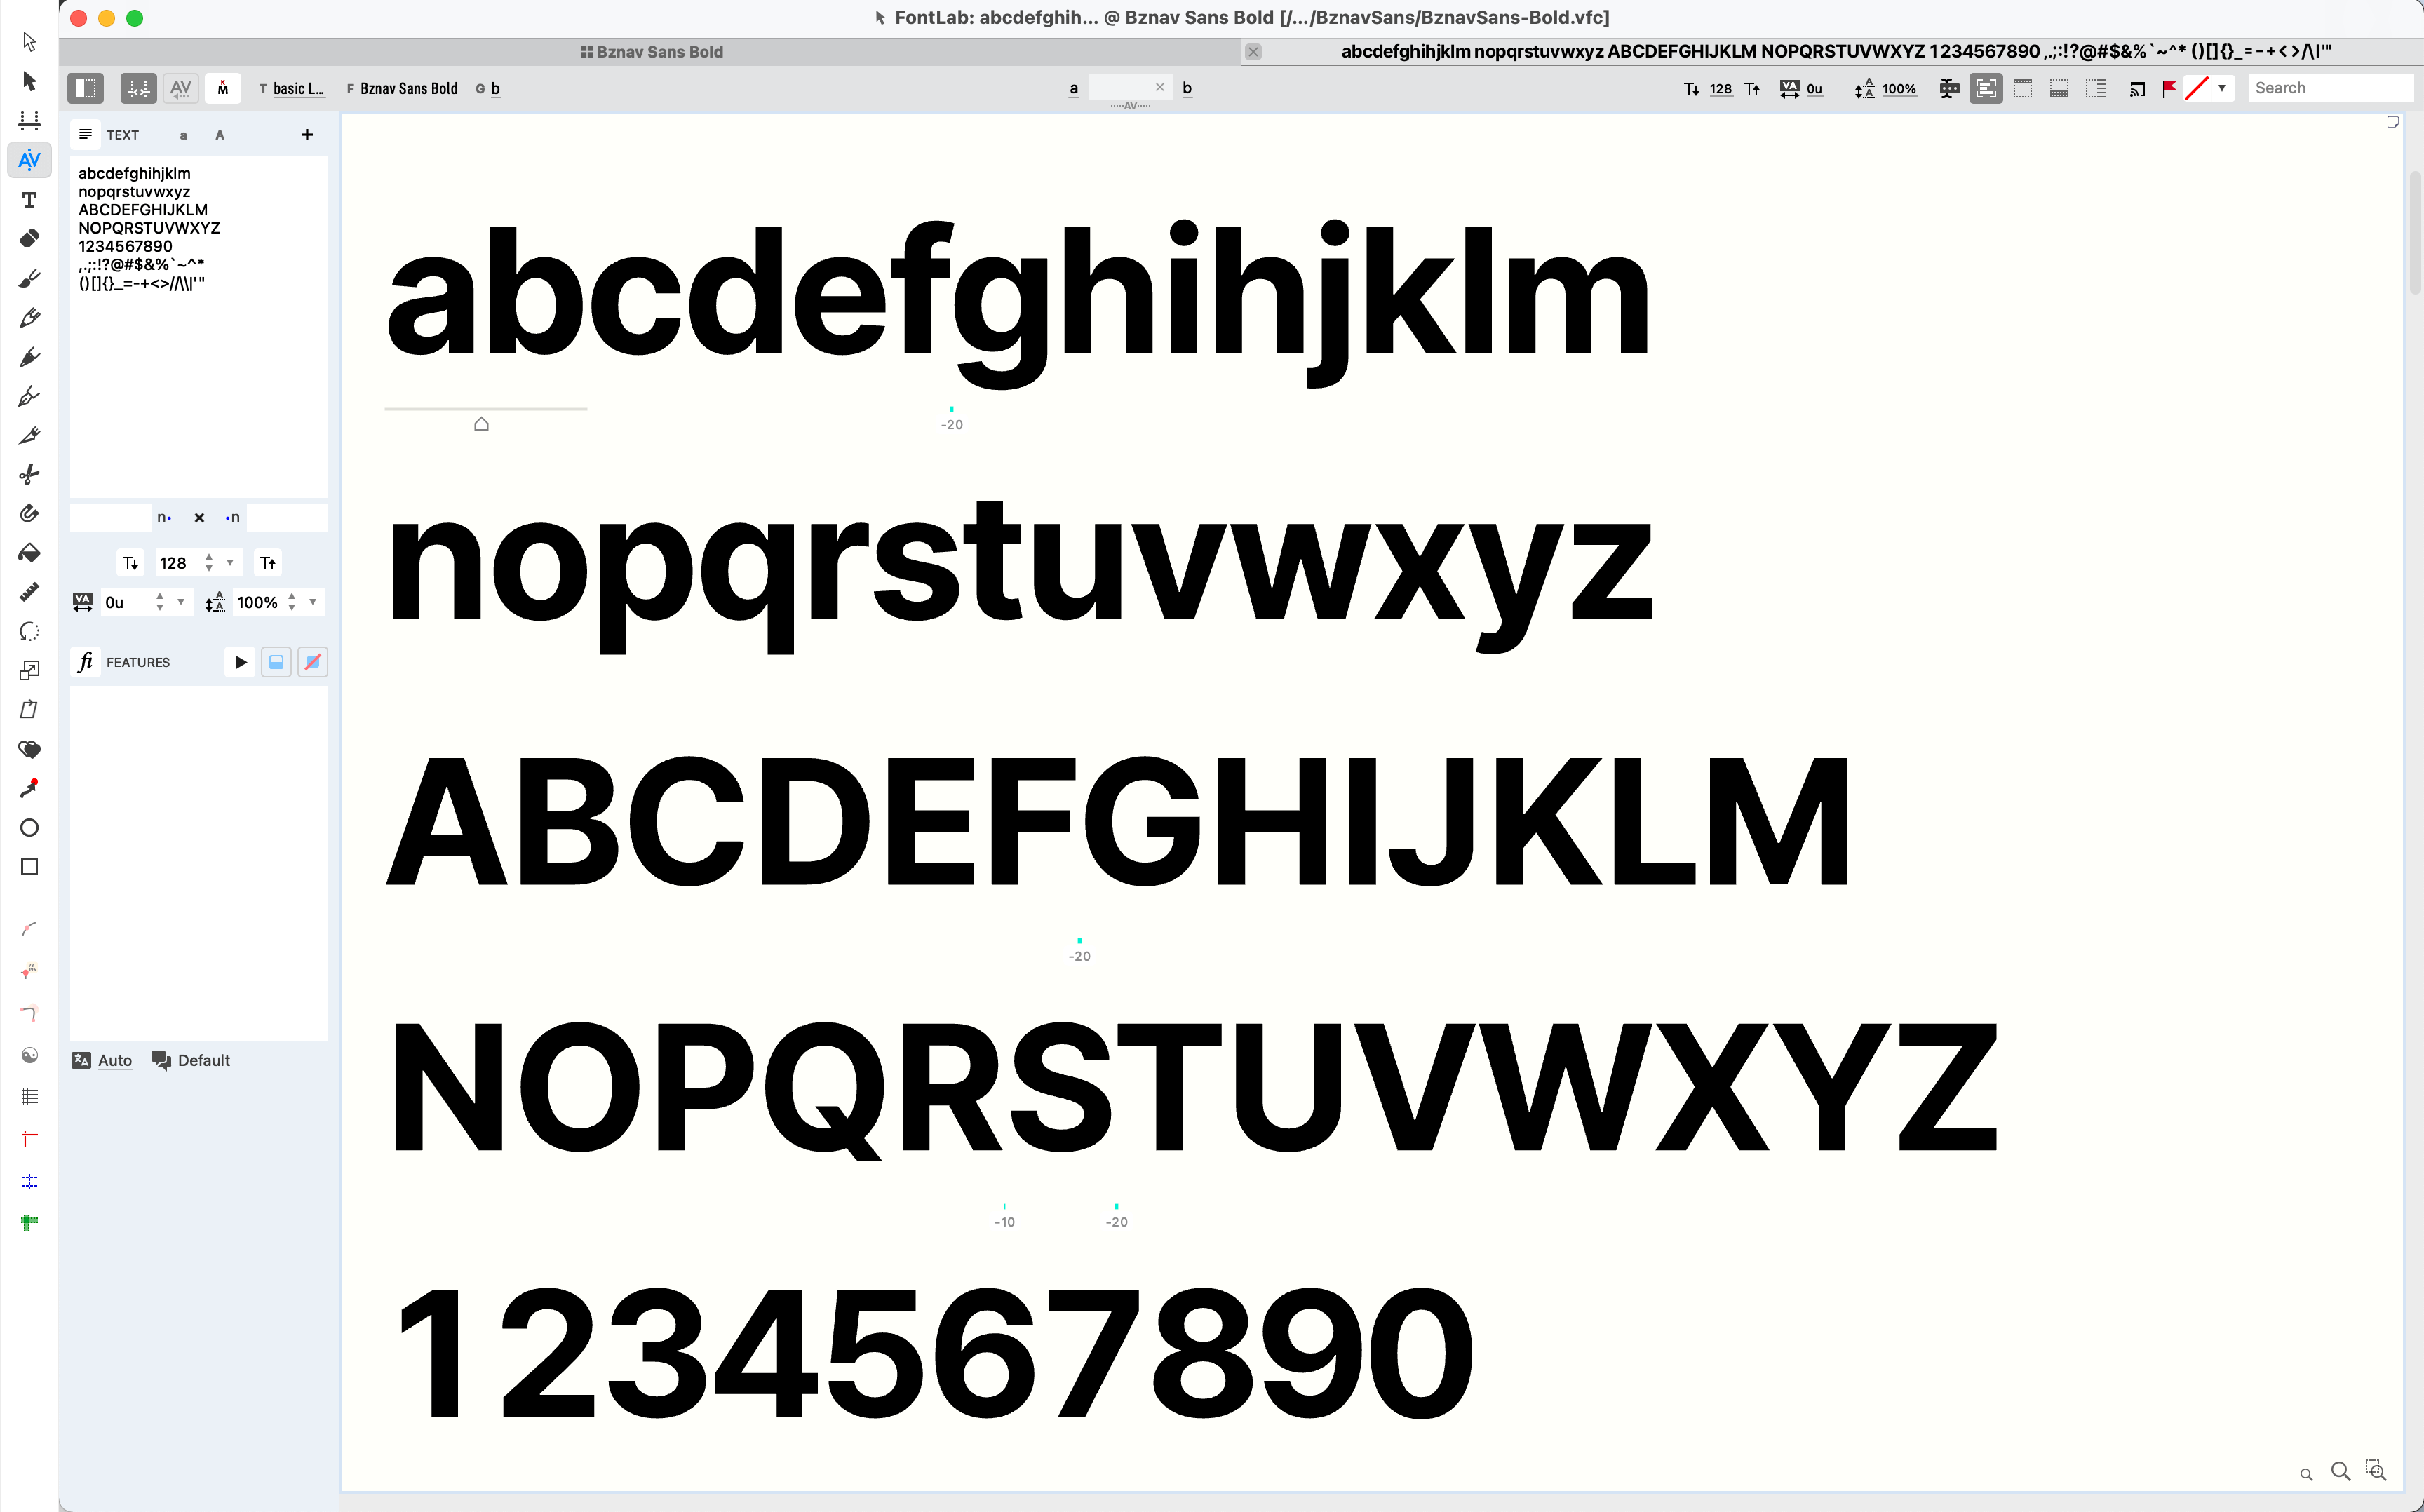 FontLab: abcdefghih... @ Bznav Sans Bold [/.../BznavSans/BznavSans-Bold.vfc]
Bznav Sans Bold
abcdefghihjklm nopqrstuvwxyz ABCDEFGHIJKLM NOPQRSTUVWXYZ 1234567890 ,.;:!?@#$&%`~^* ()[]{}_=-+<>/\|'"
T basic L... F Bznav Sans Bold G b
a b
AV
128 0u 100%
Search
TEXT a A +
abcdefghihjklm
nopqrstuvwxyz
ABCDEFGHIJKLM
NOPQRSTUVWXYZ
1234567890
,.;:!?@#$&%`~^*
()[]{}_=-+<>//\\|'"
n· × ·n
128
0u 100%
fi FEATURES
Auto Default
abcdefghihjklm
-20
nopqrstuvwxyz
ABCDEFGHIJKLM
-20
NOPQRSTUVWXYZ
-10 -20
1234567890